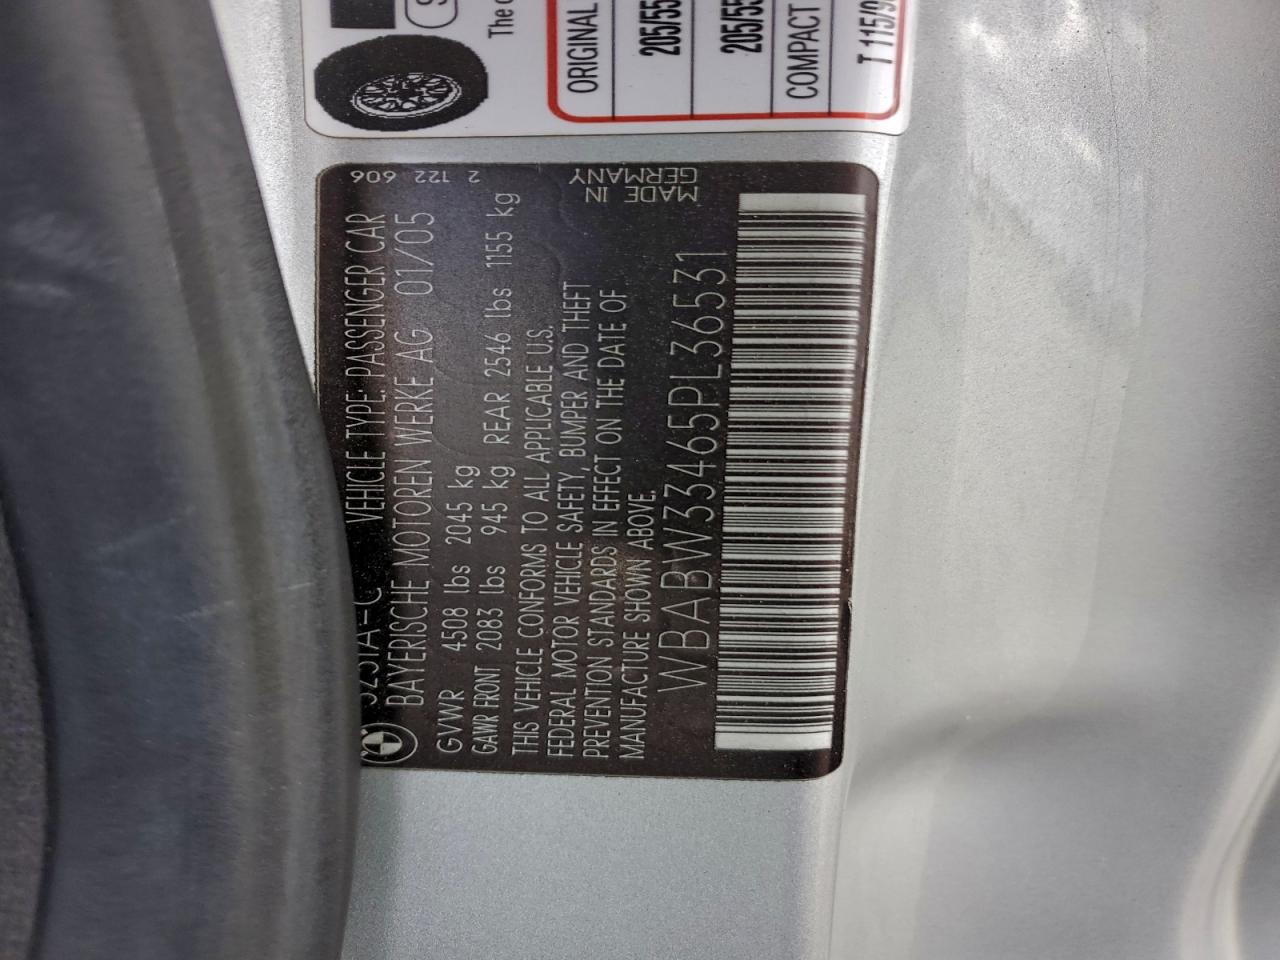 The
ORIGINAL
205/55
205/55
COMPACT
T 115/9
325iA-C VEHICLE TYPE: PASSENGER CAR
BAYERISCHE MOTOREN WERKE AG 01/05
GVWR 4508 lbs 2045 kg
GAWR FRONT 2083 lbs 945 kg REAR 2546 lbs 1155 kg
THIS VEHICLE CONFORMS TO ALL APPLICABLE U.S.
FEDERAL MOTOR VEHICLE SAFETY, BUMPER AND THEFT
PREVENTION STANDARDS IN EFFECT ON THE DATE OF
MANUFACTURE SHOWN ABOVE.
WBABW33465PL36531
2 122 606
MADE IN
GERMANY